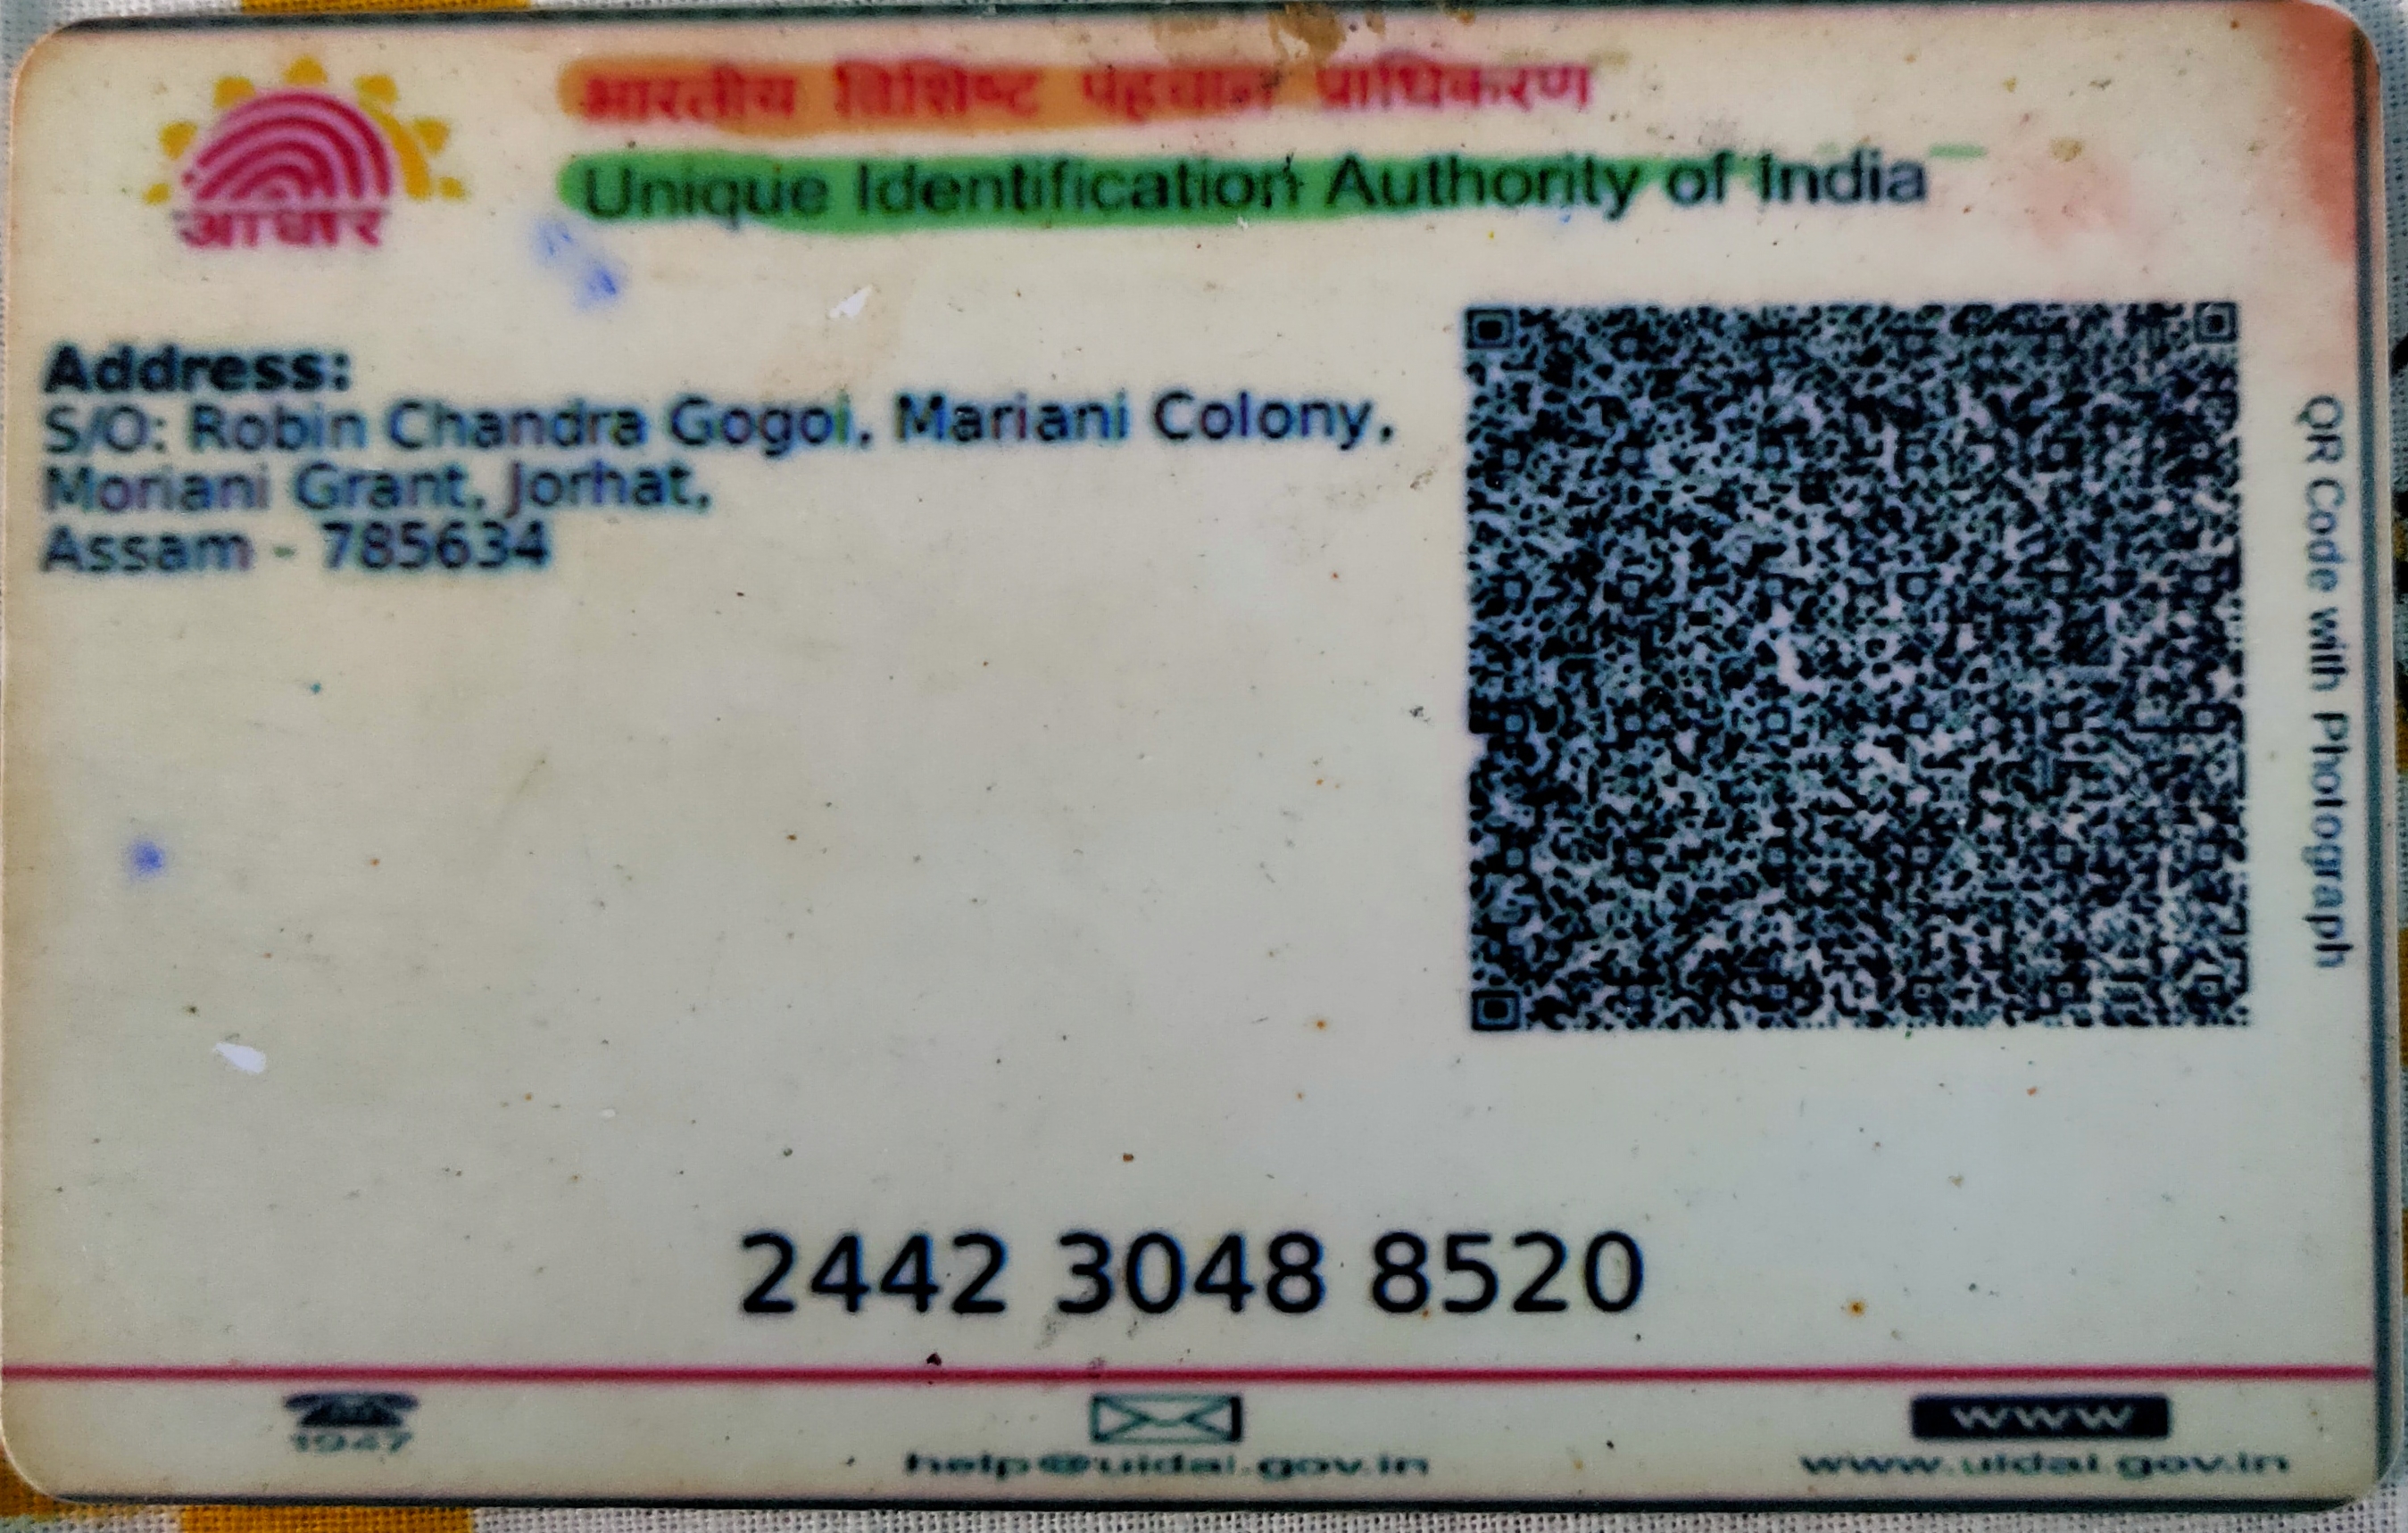 आधार
भारतीय विशिष्ट पहचान प्राधिकरण
Unique Identification Authority of India
Address:
S/O: Robin Chandra Gogoi, Mariani Colony,
Moriani Grant, Jorhat,
Assam - 785634
QR Code with Photograph
2442 3048 8520
1947
help@uidai.gov.in
WWW
www.uidai.gov.in